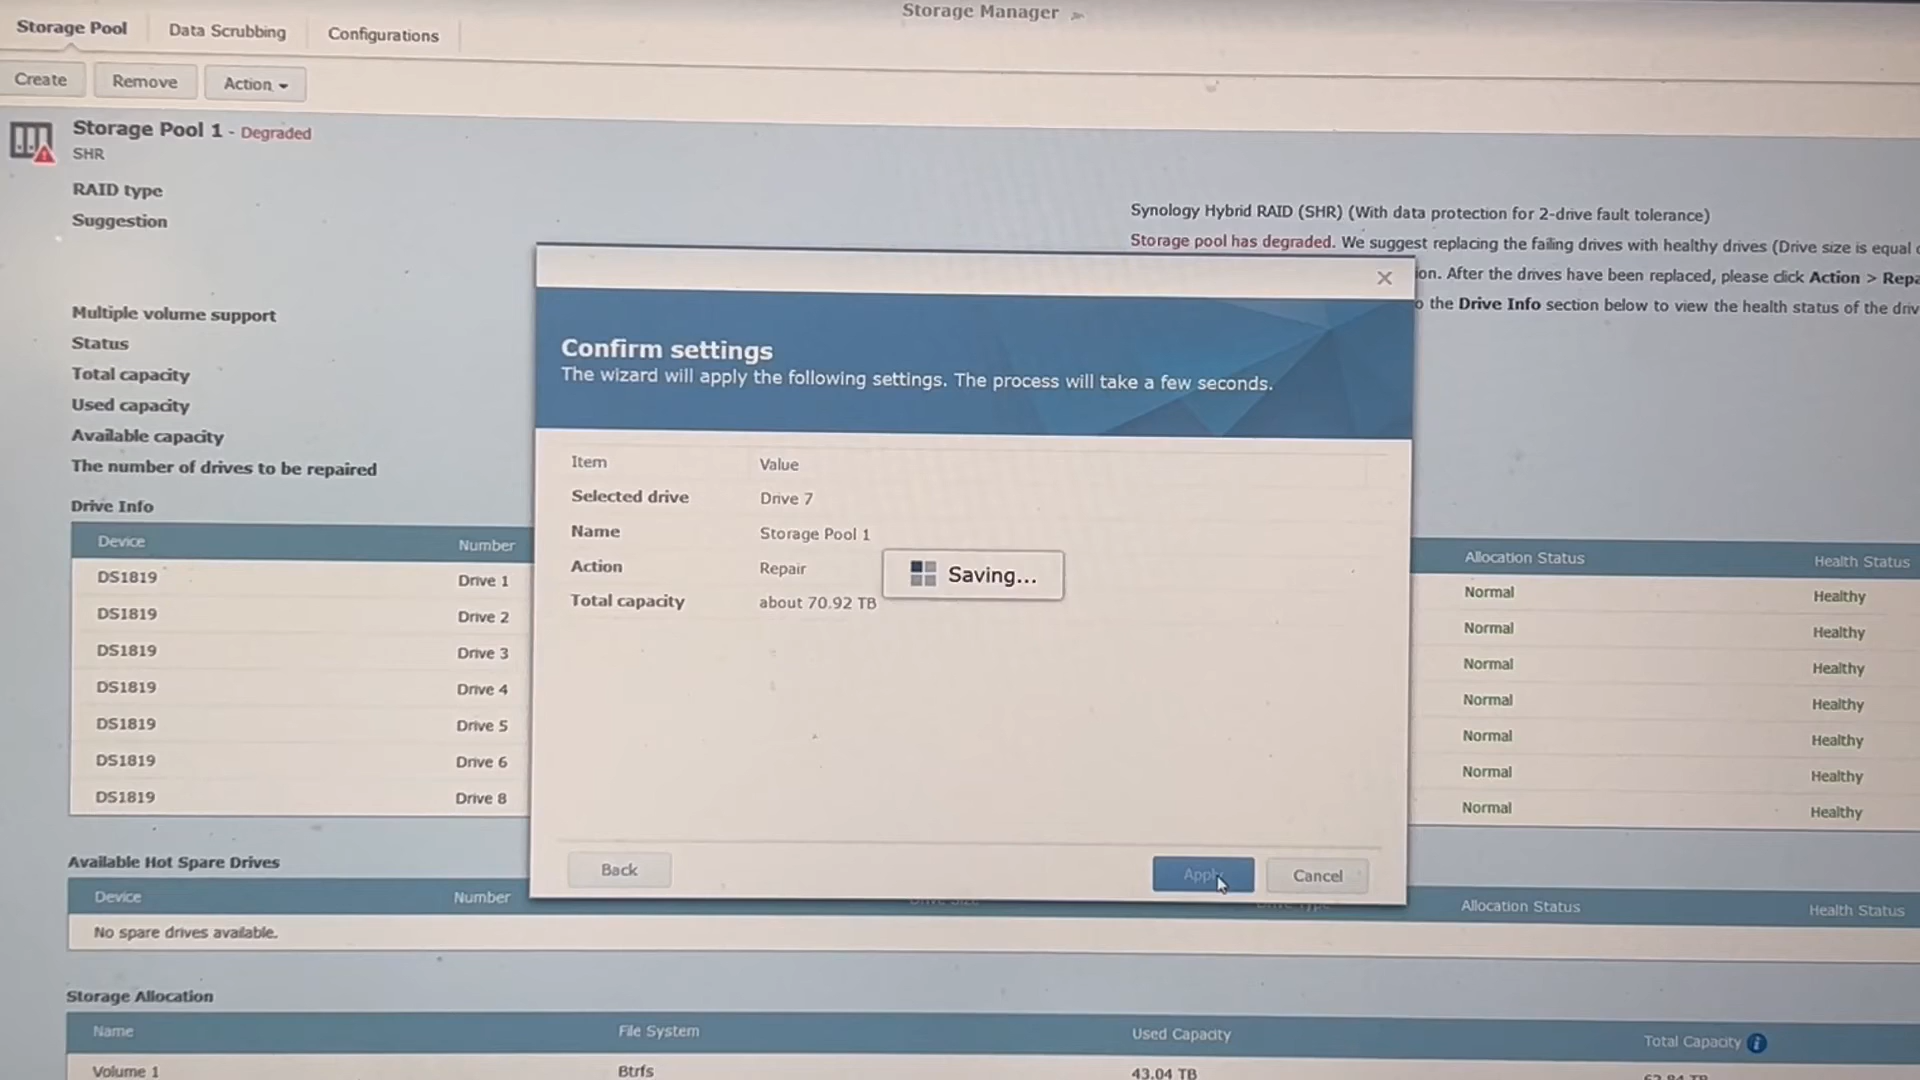 Storage Manager
Storage Pool
Data Scrubbing
Configurations
Create
Remove
Action
Storage Pool 1 - Degraded
SHR
RAID type
Synology Hybrid RAID (SHR) (With data protection for 2-drive fault tolerance)
Suggestion
Storage pool has degraded. We suggest replacing the failing drives with healthy drives (Drive size is equal
. After the drives have been replaced, please click Action >
the Drive Info section below to view the health status of the
Multiple volume support
Status
Total capacity
Used capacity
Available capacity
The number of drives to be repaired
Confirm settings
The wizard will apply the following settings. The process will take a few seconds.
Item Value
Selected drive Drive 7
Name Storage Pool 1
Action Repair
Total capacity about 70.92 TB
Saving...
Back
Apply
Cancel
Drive Info
Device Number Allocation Status Health Status
DS1819 Drive 1 Normal Healthy
DS1819 Drive 2 Normal Healthy
DS1819 Drive 3 Normal Healthy
DS1819 Drive 4 Normal Healthy
DS1819 Drive 5 Normal Healthy
DS1819 Drive 6 Normal Healthy
DS1819 Drive 8 Normal Healthy
Available Hot Spare Drives
Device Number Allocation Status Health Status
No spare drives available.
Storage Allocation
Name File System Used Capacity Total Capacity
Volume 1 Btrfs 43.04 TB